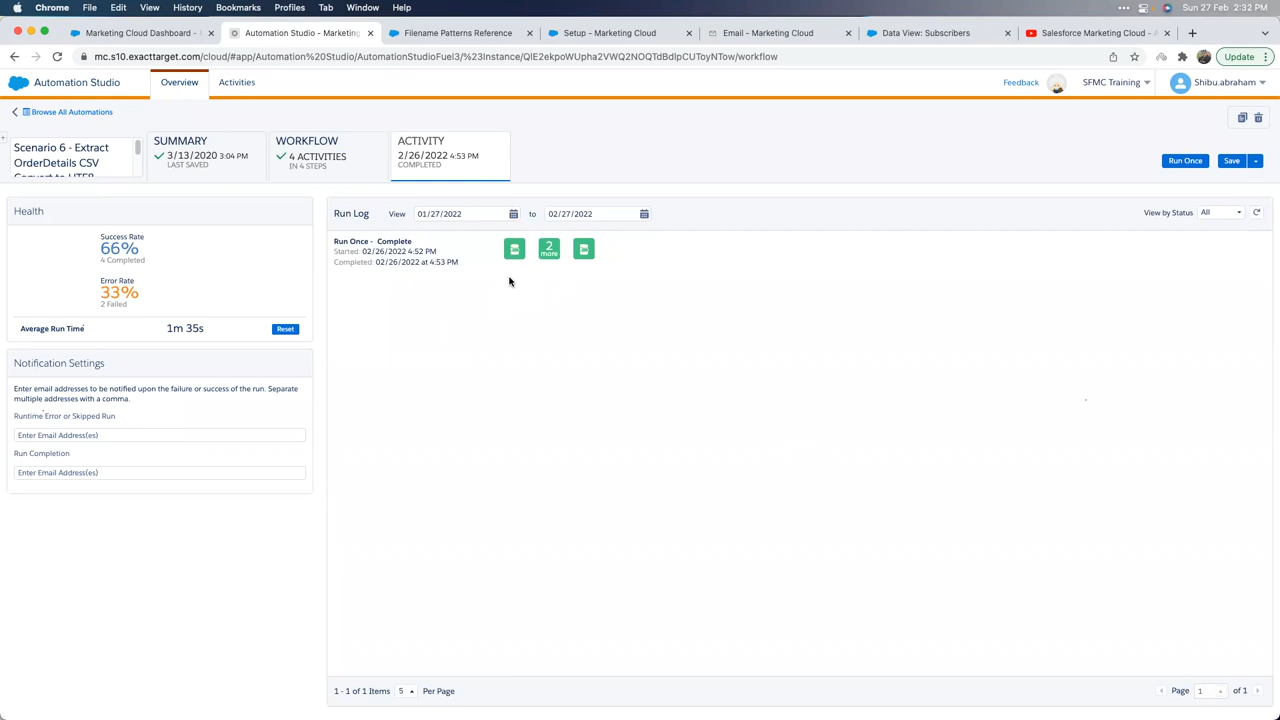 Chrome File Edit View History Bookmarks Profiles Tab Window Help Sun 27 Feb 2:32 PM
Marketing Cloud Dashboard - Automation Studio - Marketing Filename Patterns Reference Setup - Marketing Cloud Email - Marketing Cloud Data View: Subscribers Salesforce Marketing Cloud - A
mc.s10.exacttarget.com/cloud/#app/Automation%20Studio/AutomationStudioFuel3/%23Instance/QlE2ekpoWUpha2VWQ2NOQTdBdlpCUToyNTow/workflow Update
Automation Studio Overview Activities Feedback SFMC Training Shibu.abraham
Browse All Automations
Scenario 6 - Extract
OrderDetails CSV
Convert to UTF8
SUMMARY
3/13/2020 3:04 PM
LAST SAVED
WORKFLOW
4 ACTIVITIES
IN 4 STEPS
ACTIVITY
2/26/2022 4:53 PM
COMPLETED
Run Once Save
Health
Success Rate
66%
4 Completed
Error Rate
33%
2 Failed
Average Run Time 1m 35s Reset
Notification Settings
Enter email addresses to be notified upon the failure or success of the run. Separate
multiple addresses with a comma.
Runtime Error or Skipped Run
Enter Email Address(es)
Run Completion
Enter Email Address(es)
Run Log View 01/27/2022 to 02/27/2022 View by Status All
Run Once - Complete
Started: 02/26/2022 4:52 PM
Completed: 02/26/2022 at 4:53 PM
2
more
1 - 1 of 1 Items 5 Per Page Page 1 of 1